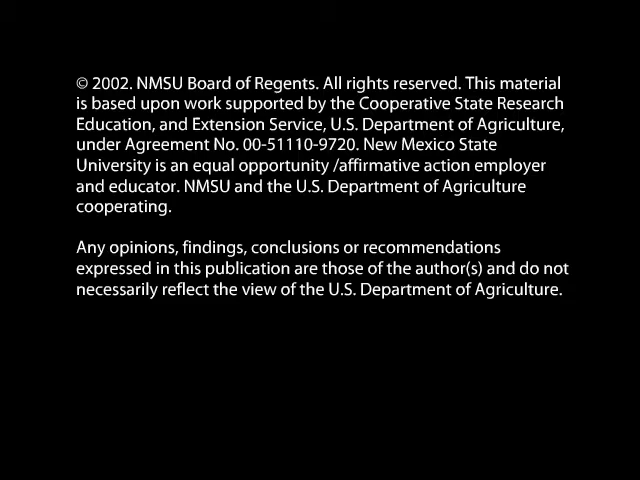 © 2002. NMSU Board of Regents. All rights reserved. This material
is based upon work supported by the Cooperative State Research
Education, and Extension Service, U.S. Department of Agriculture,
under Agreement No. 00-51110-9720. New Mexico State
University is an equal opportunity /affirmative action employer
and educator. NMSU and the U.S. Department of Agriculture
cooperating.
Any opinions, findings, conclusions or recommendations
expressed in this publication are those of the author(s) and do not
necessarily reflect the view of the U.S. Department of Agriculture.